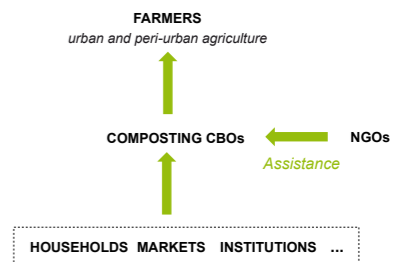 FARMERS
urban and peri-urban agriculture
COMPOSTING CBOs
NGOs
Assistance
HOUSEHOLDS MARKETS INSTITUTIONS ...